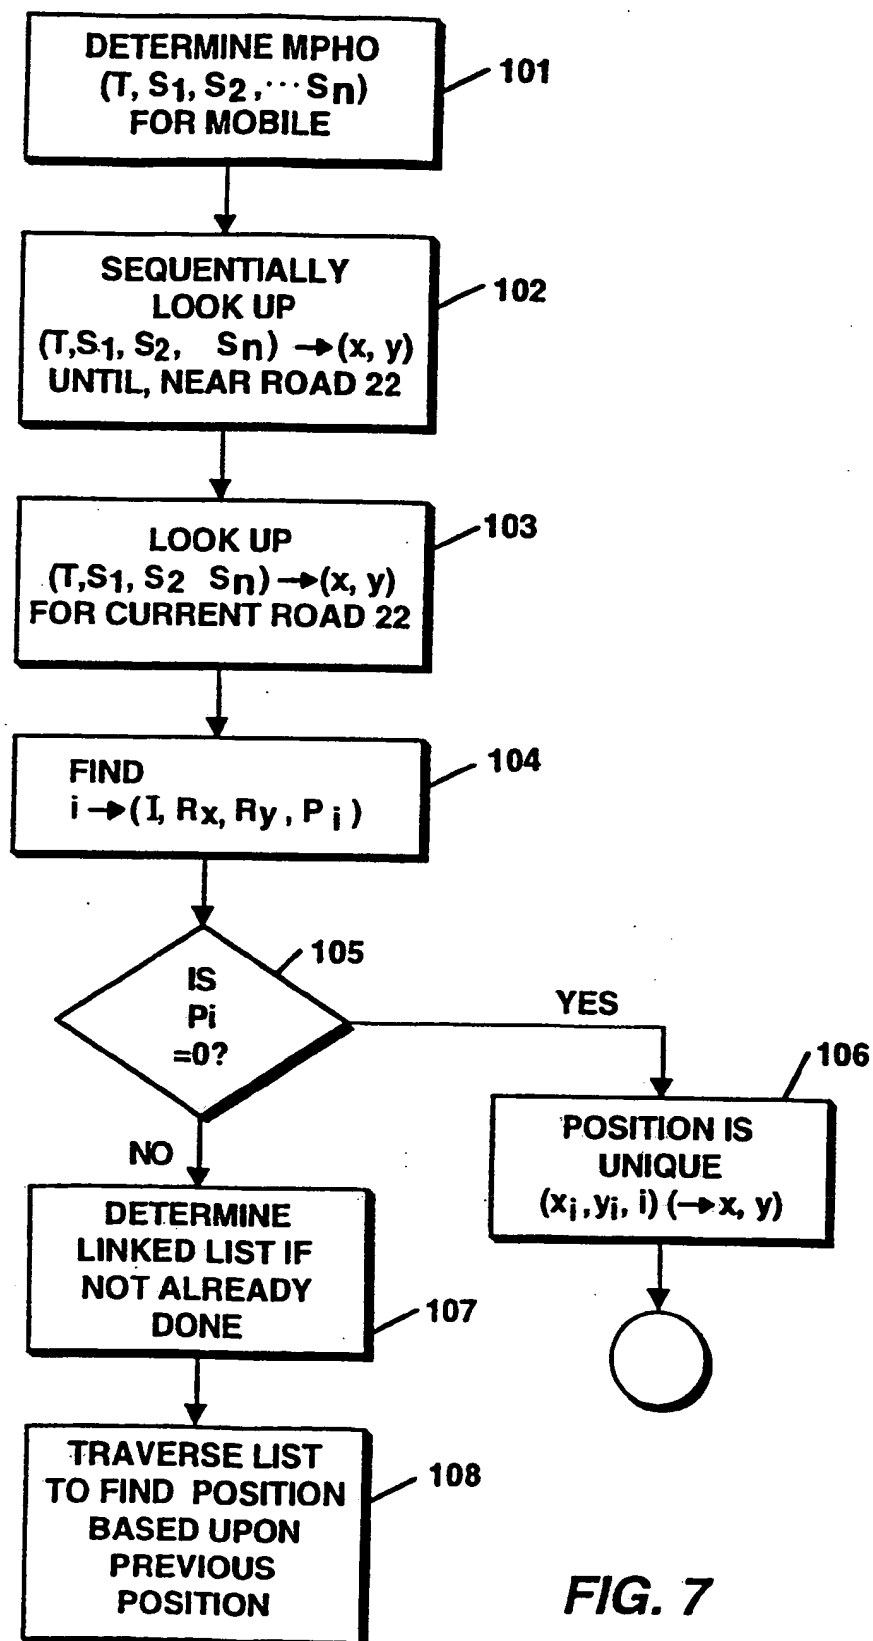 DETERMINE MPHO
(T, S1, S2, ··· Sn)
FOR MOBILE
101
SEQUENTIALLY
LOOK UP
(T,S1, S2, Sn) → (x, y)
UNTIL, NEAR ROAD 22
102
LOOK UP
(T,S1, S2 Sn) → (x, y)
FOR CURRENT ROAD 22
103
FIND
i → (I, Rx, Ry, Pi)
104
IS
Pi
=0?
105
YES
NO
POSITION IS
UNIQUE
(xi, yi, i) (→ x, y)
106
DETERMINE
LINKED LIST IF
NOT ALREADY
DONE
107
TRAVERSE LIST
TO FIND POSITION
BASED UPON
PREVIOUS
POSITION
108
FIG. 7